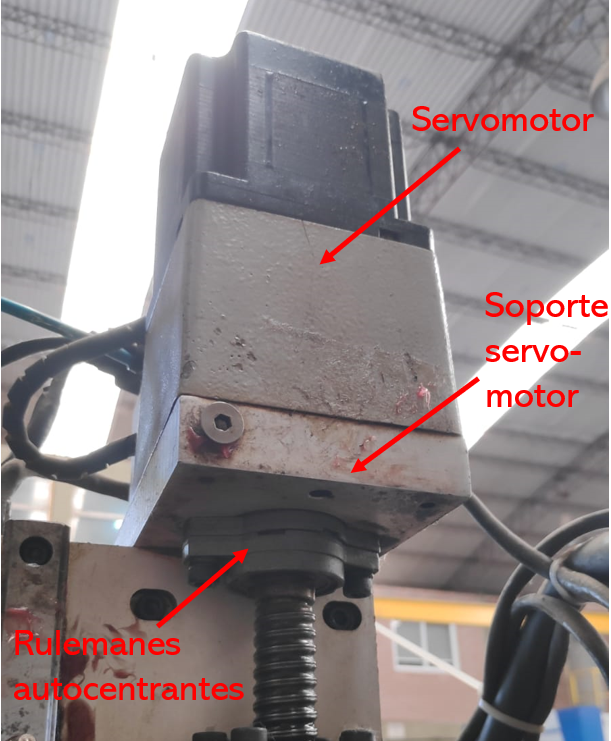 Servomotor
Soporte
servo-
motor
Rulemanes
autocentrantes